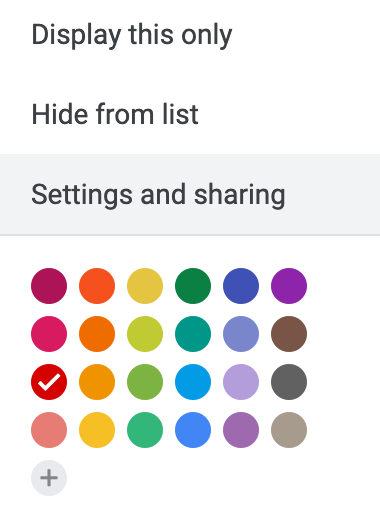 Display this only
Hide from list
Settings and sharing